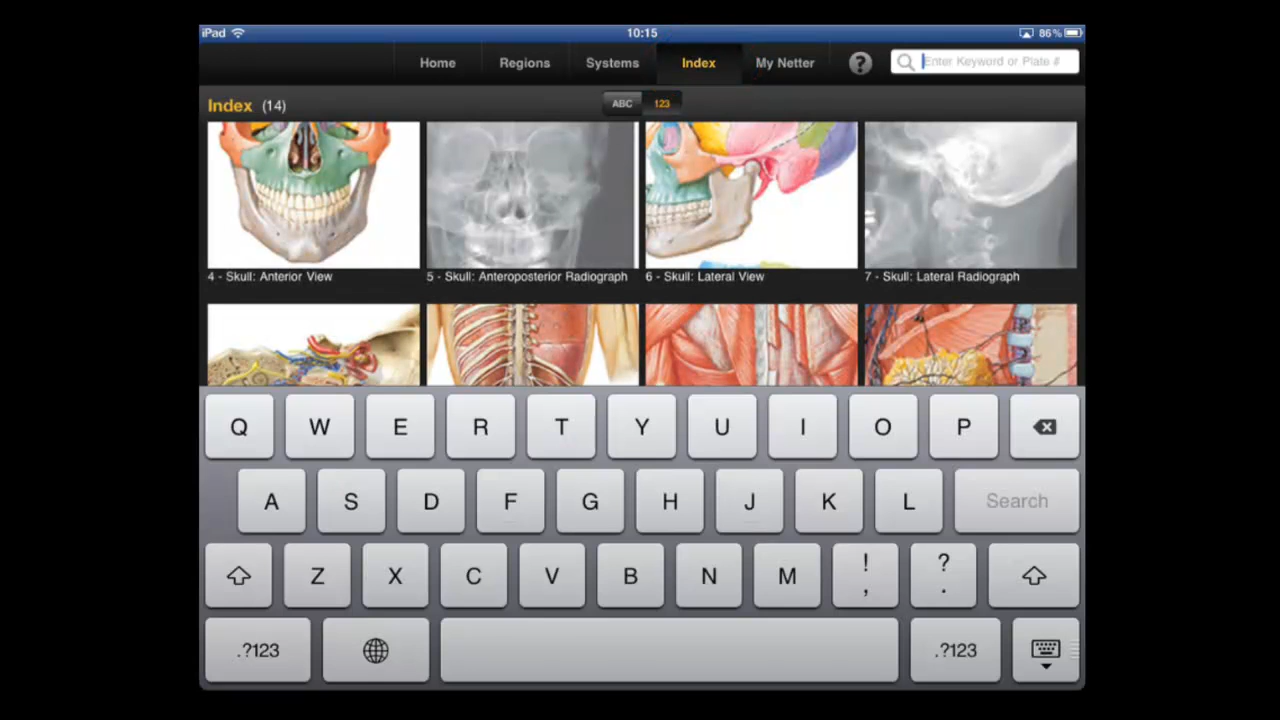 iPad 10:15 86%
Home Regions Systems Index My Netter ? Enter Keyword or Plate #
Index (14) ABC 123
4 - Skull: Anterior View 5 - Skull: Anteroposterior Radiograph 6 - Skull: Lateral View 7 - Skull: Lateral Radiograph
Q W E R T Y U I O P
A S D F G H J K L Search
Z X C V B N M ! , ? .
.?123 .?123